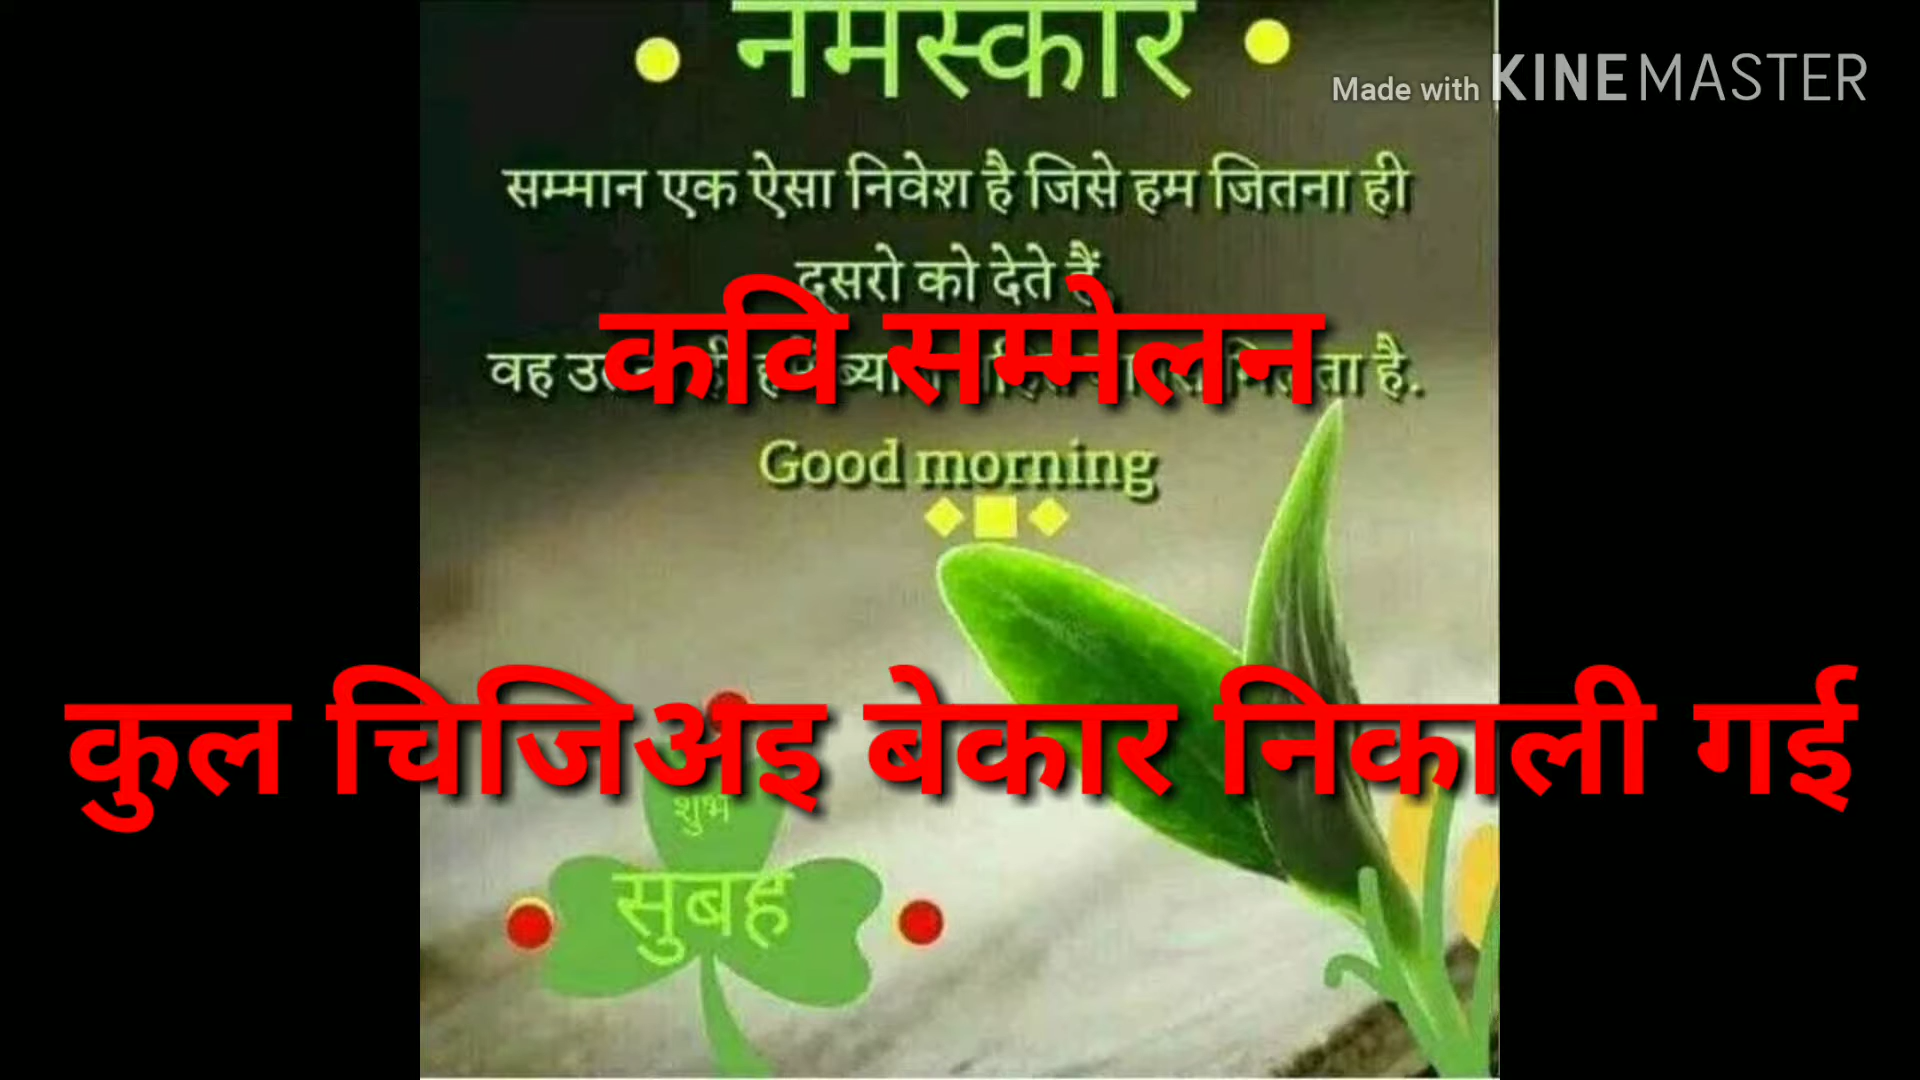 नमस्कार
Made with KINEMASTER
सम्मान एक ऐसा निवेश है जिसे हम जितना ही
दूसरो को देते हैं
कवि सम्मेलन
वह है.
Good morning
कुल चिजिअइ बेकार निकाली गई
शुभ
सुबह